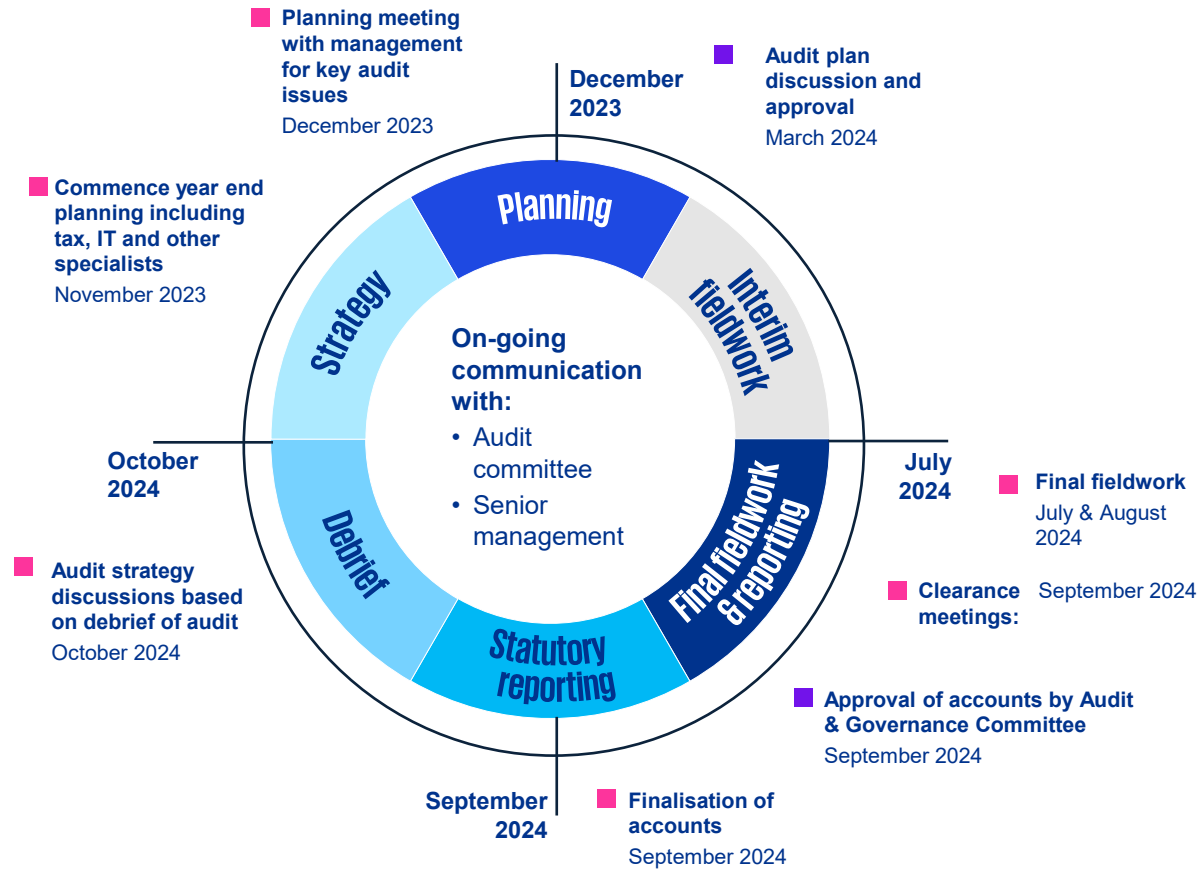 Planning meeting
with management
for key audit
issues
December 2023
December
2023
Audit plan
discussion and
approval
March 2024
Commence year end
planning including
tax, IT and other
specialists
November 2023
Planning
Strategy
Interim
fieldwork
On-going
communication
with:
• Audit
committee
• Senior
management
October
2024
July
2024
Final fieldwork
July & August
2024
Debrief
Final fieldwork
& reporting
Statutory
reporting
Audit strategy
discussions based
on debrief of audit
October 2024
Clearance
meetings:
September 2024
Approval of accounts by Audit
& Governance Committee
September 2024
September
2024
Finalisation of
accounts
September 2024